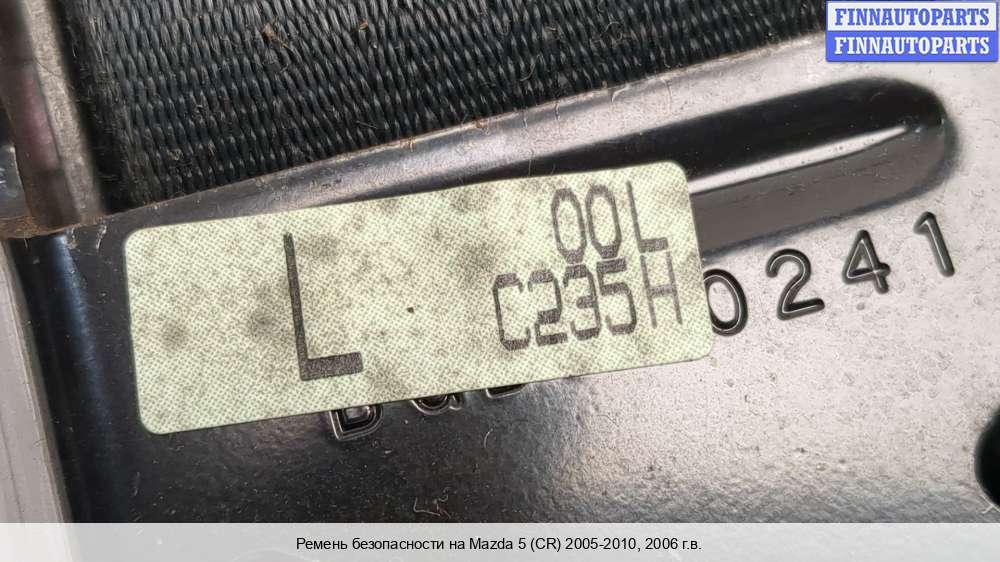 FINNAUTOPARTS
FINNAUTOPARTS
00L
L C235H
0241
Ремень безопасности на Mazda 5 (CR) 2005-2010, 2006 г.в.